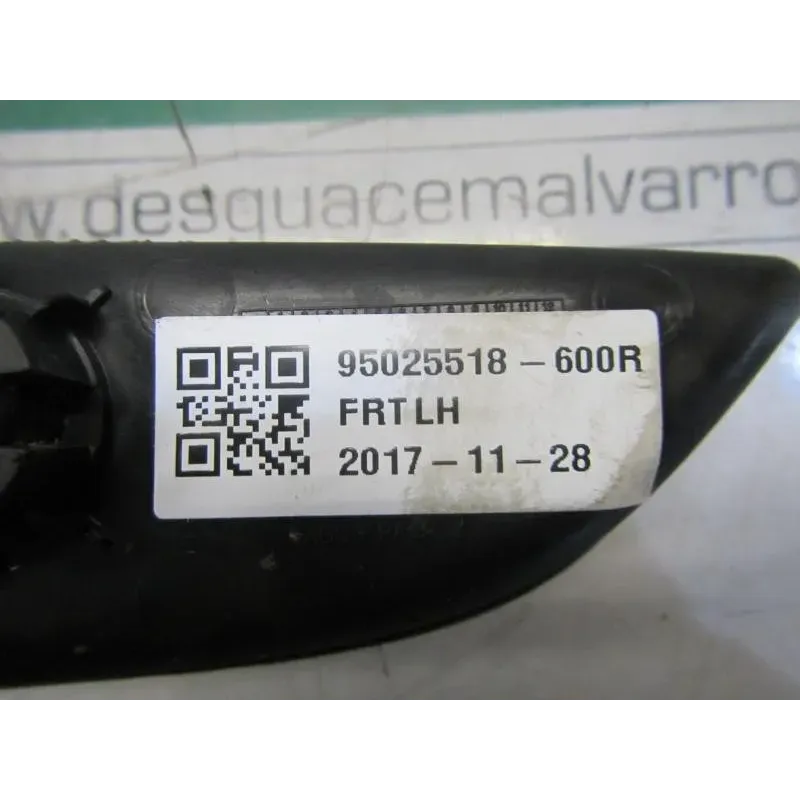 w.desguacemalvarro
95025518-600R
FRT LH
2017-11-28